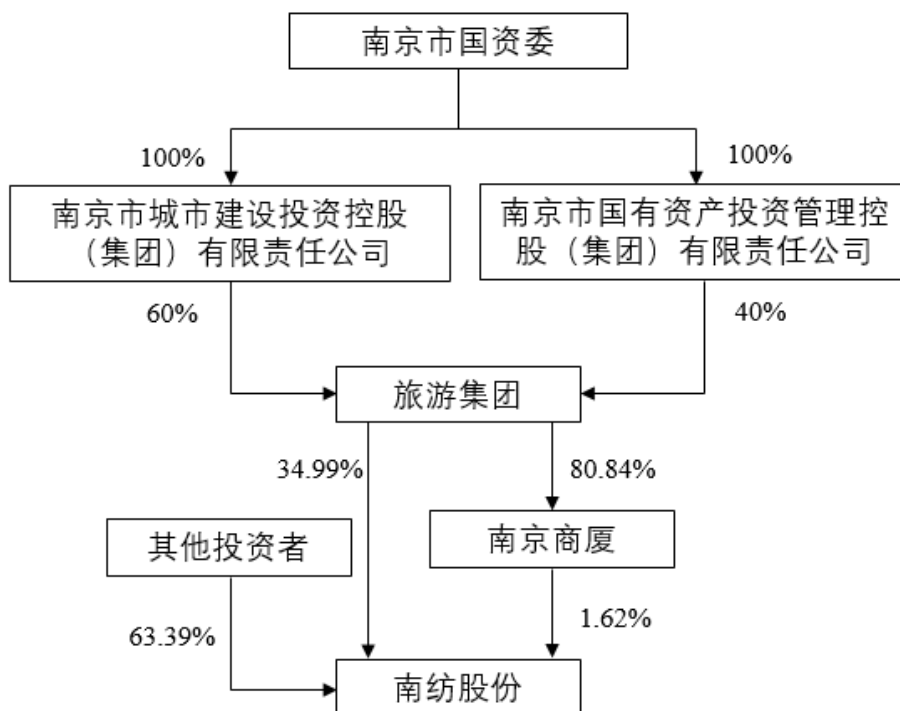 南京市国资委
100%
100%
南京市城市建设投资控股
（集团）有限责任公司
南京市国有资产投资管理控
股（集团）有限责任公司
60%
40%
旅游集团
34.99%
80.84%
其他投资者
南京商厦
63.39%
1.62%
南纺股份